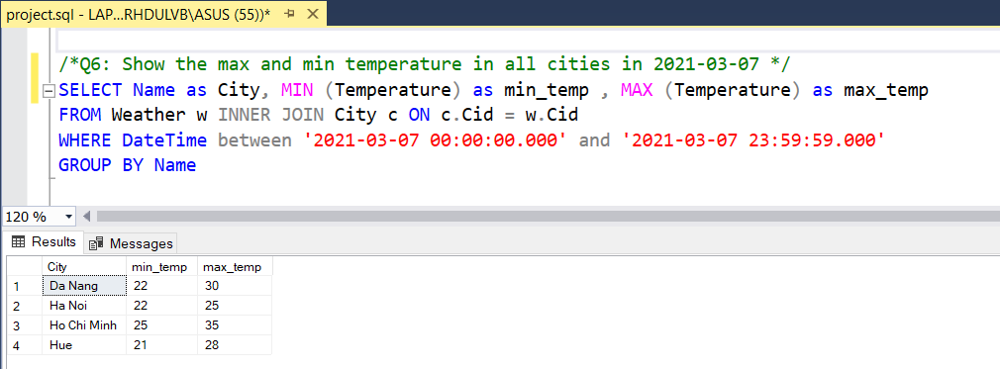 project.sql - LAP...RHDULVB\ASUS (55))*
/*Q6: Show the max and min temperature in all cities in 2021-03-07 */
SELECT Name as City, MIN (Temperature) as min_temp , MAX (Temperature) as max_temp
FROM Weather w INNER JOIN City c ON c.Cid = w.Cid
WHERE DateTime between '2021-03-07 00:00:00.000' and '2021-03-07 23:59:59.000'
GROUP BY Name
120 %
Results Messages
City min_temp max_temp
1 Da Nang 22 30
2 Ha Noi 22 25
3 Ho Chi Minh 25 35
4 Hue 21 28